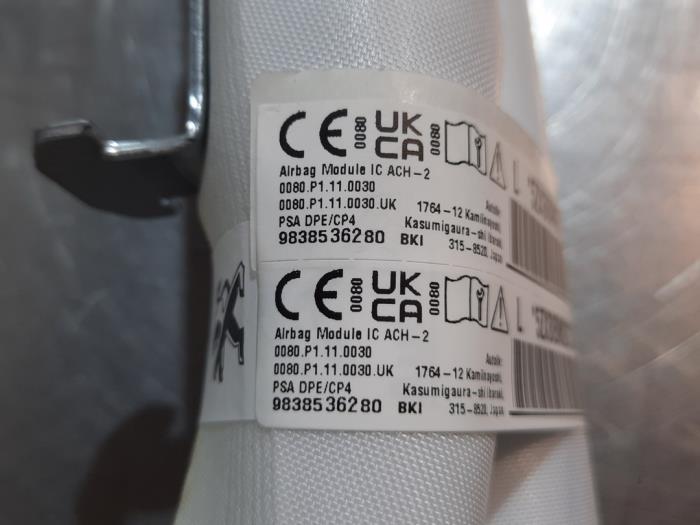 CE 0080 UK CA 0080
Airbag Module IC ACH-2
0080.P1.11.0030
0080.P1.11.0030.UK
PSA DPE/CP4
9838536280 BKI
1764-12 Kamiinayoshi,
Kasumigaura-shi Ibaraki,
315-8520, Japan
L
CE 0080 UK CA 0080
Airbag Module IC ACH-2
0080.P1.11.0030
0080.P1.11.0030.UK
PSA DPE/CP4
9838536280 BKI
Autoliv
1764-12 Kamiinayoshi,
Kasumigaura-shi Ibaraki,
315-8520, Japan
L